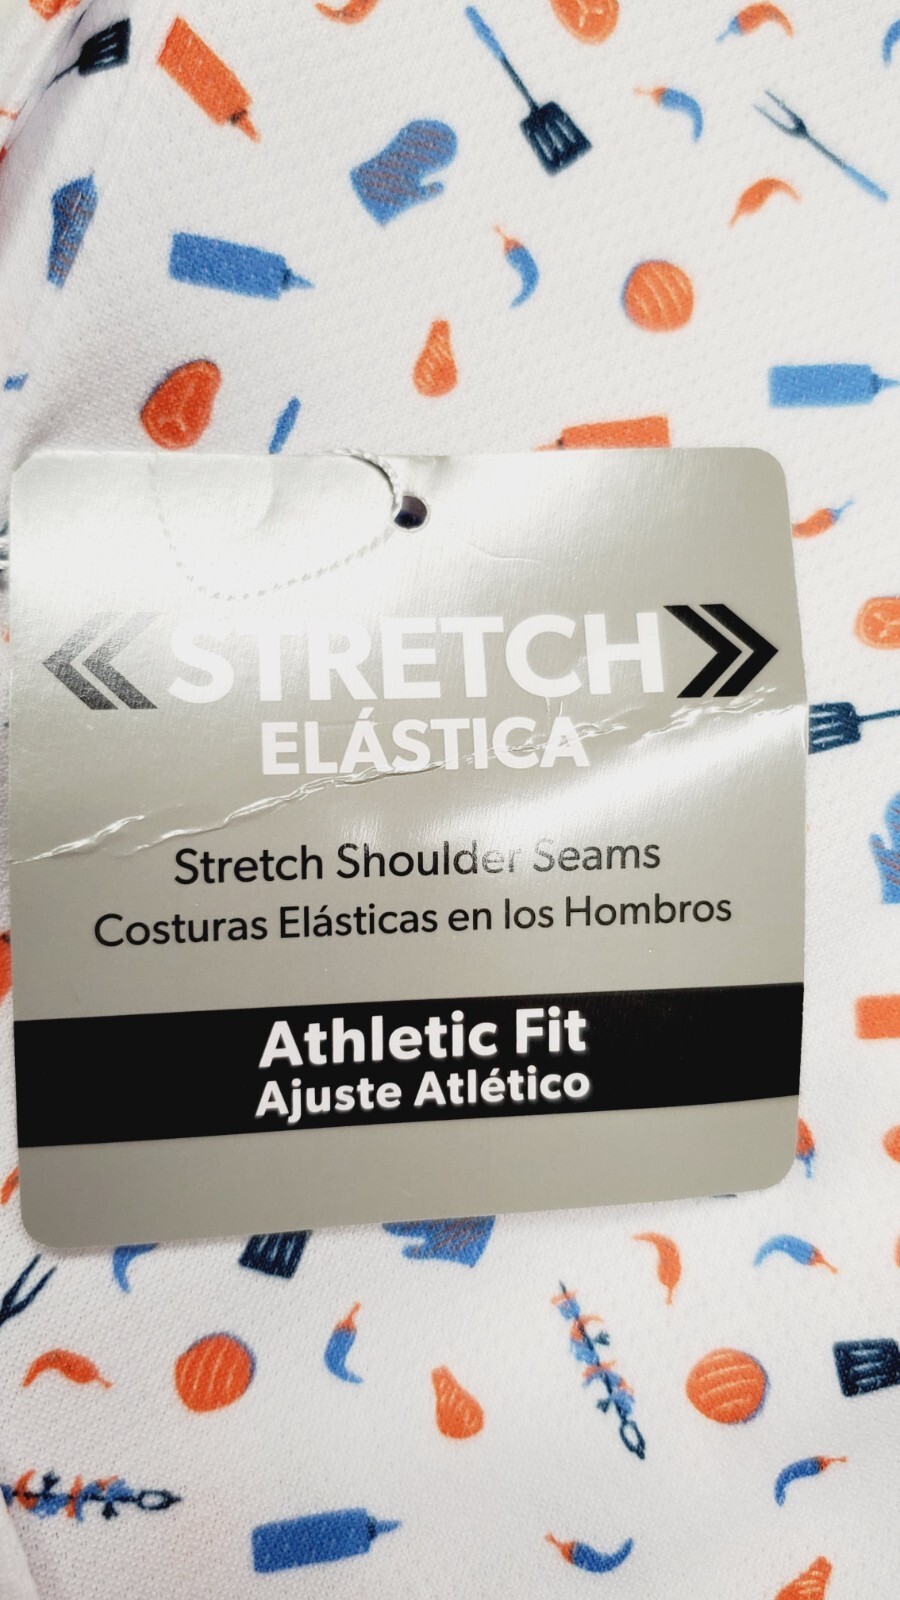 STRETCH
ELÁSTICA
Stretch Shoulder Seams
Costuras Elásticas en los Hombros
Athletic Fit
Ajuste Atlético